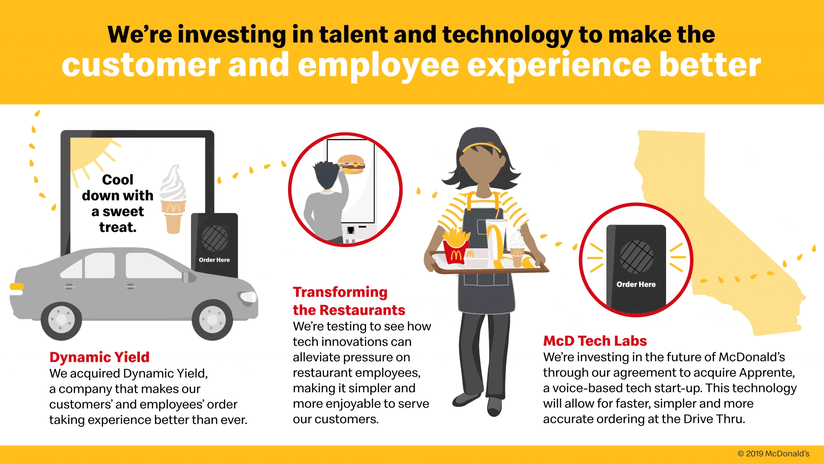 We're investing in talent and technology to make the
customer and employee experience better
Cool
down with
a sweet
treat.
Order Here
Dynamic Yield
We acquired Dynamic Yield,
a company that makes our
customers' and employees' order
taking experience better than ever.
Transforming
the Restaurants
We're testing to see how
tech innovations can
alleviate pressure on
restaurant employees,
making it simpler and
more enjoyable to serve
our customers.
Order Here
McD Tech Labs
We're investing in the future of McDonald's
through our agreement to acquire Apprente,
a voice-based tech start-up. This technology
will allow for faster, simpler and more
accurate ordering at the Drive Thru.
© 2019 McDonald's